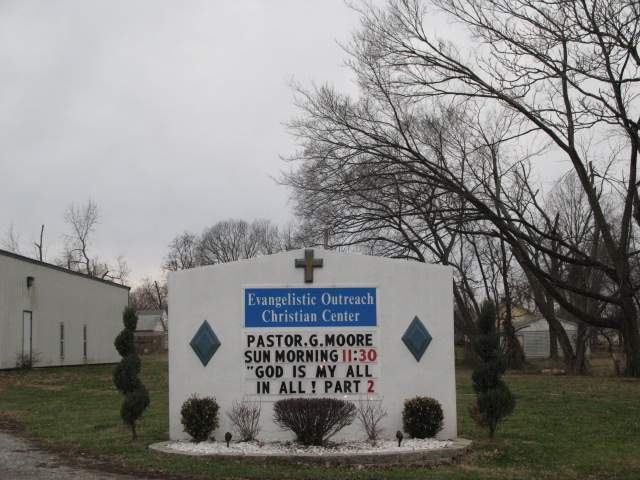 Evangelistic Outreach
Christian Center
PASTOR.G.MOORE
SUN MORNING 11:30
"GOD IS MY ALL
IN ALL! PART 2